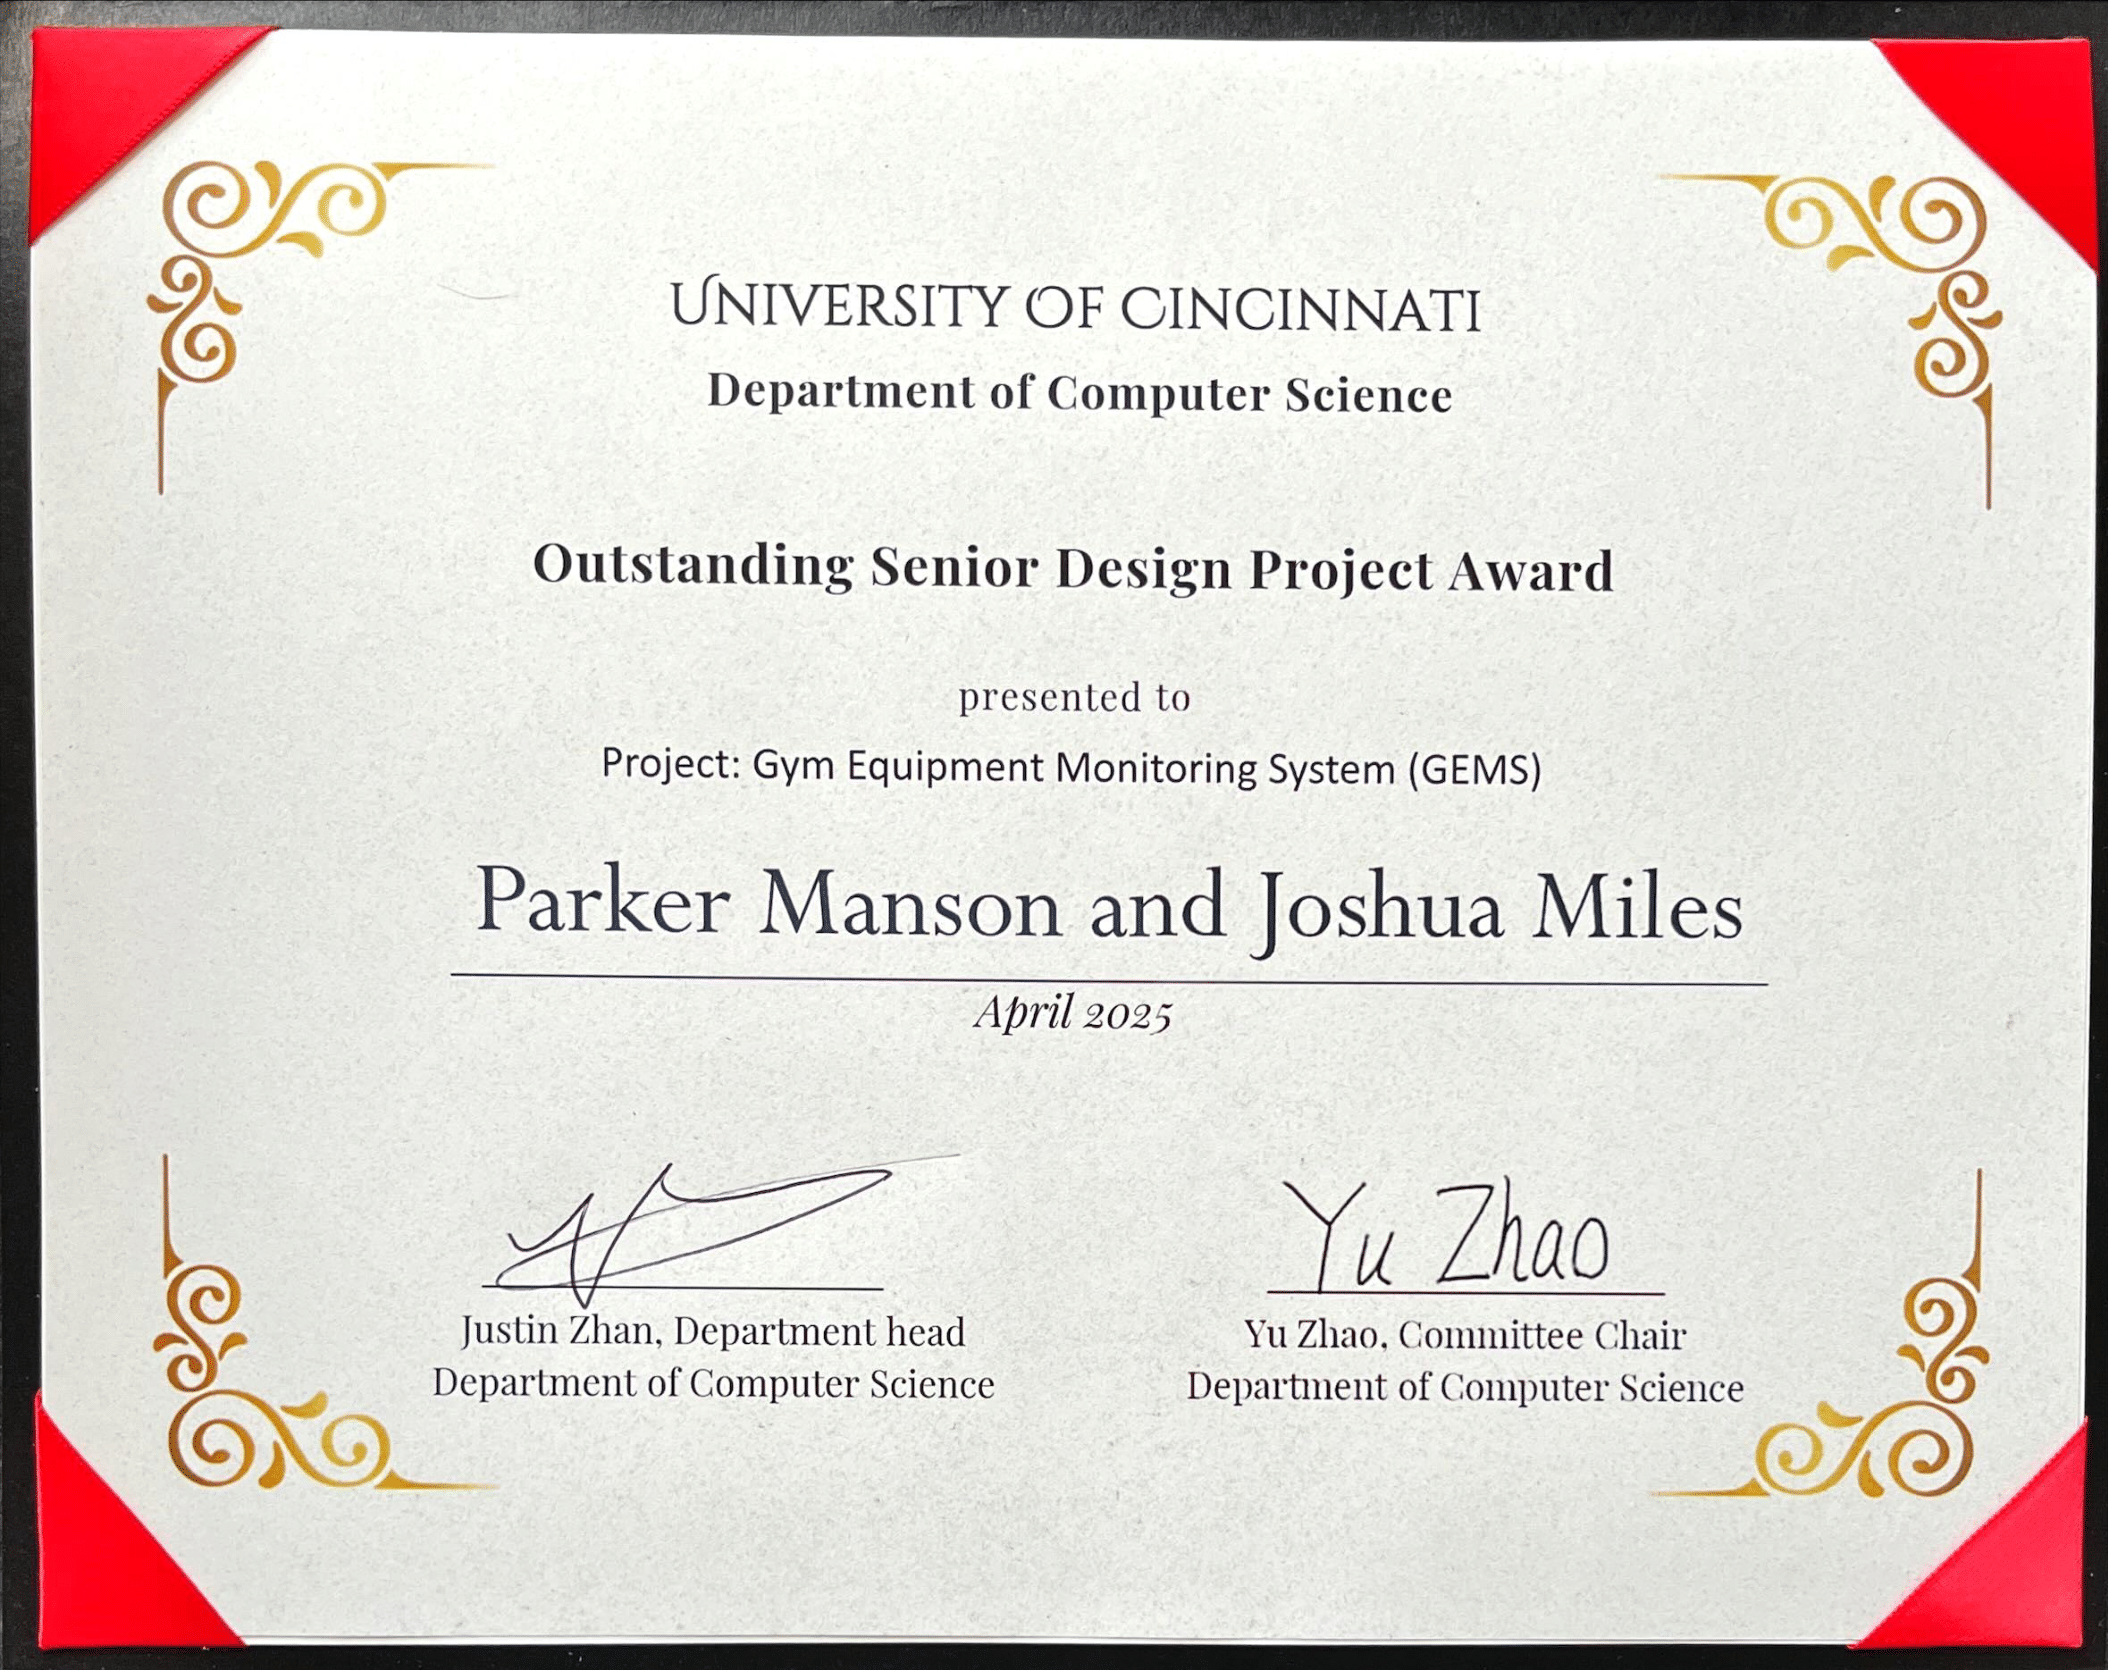 University Of Cincinnati
Department of Computer Science
Outstanding Senior Design Project Award
presented to
Project: Gym Equipment Monitoring System (GEMS)
Parker Manson and Joshua Miles
April 2025
Yu Zhao
Justin Zhan, Department head
Department of Computer Science
Yu Zhao, Committee Chair
Department of Computer Science